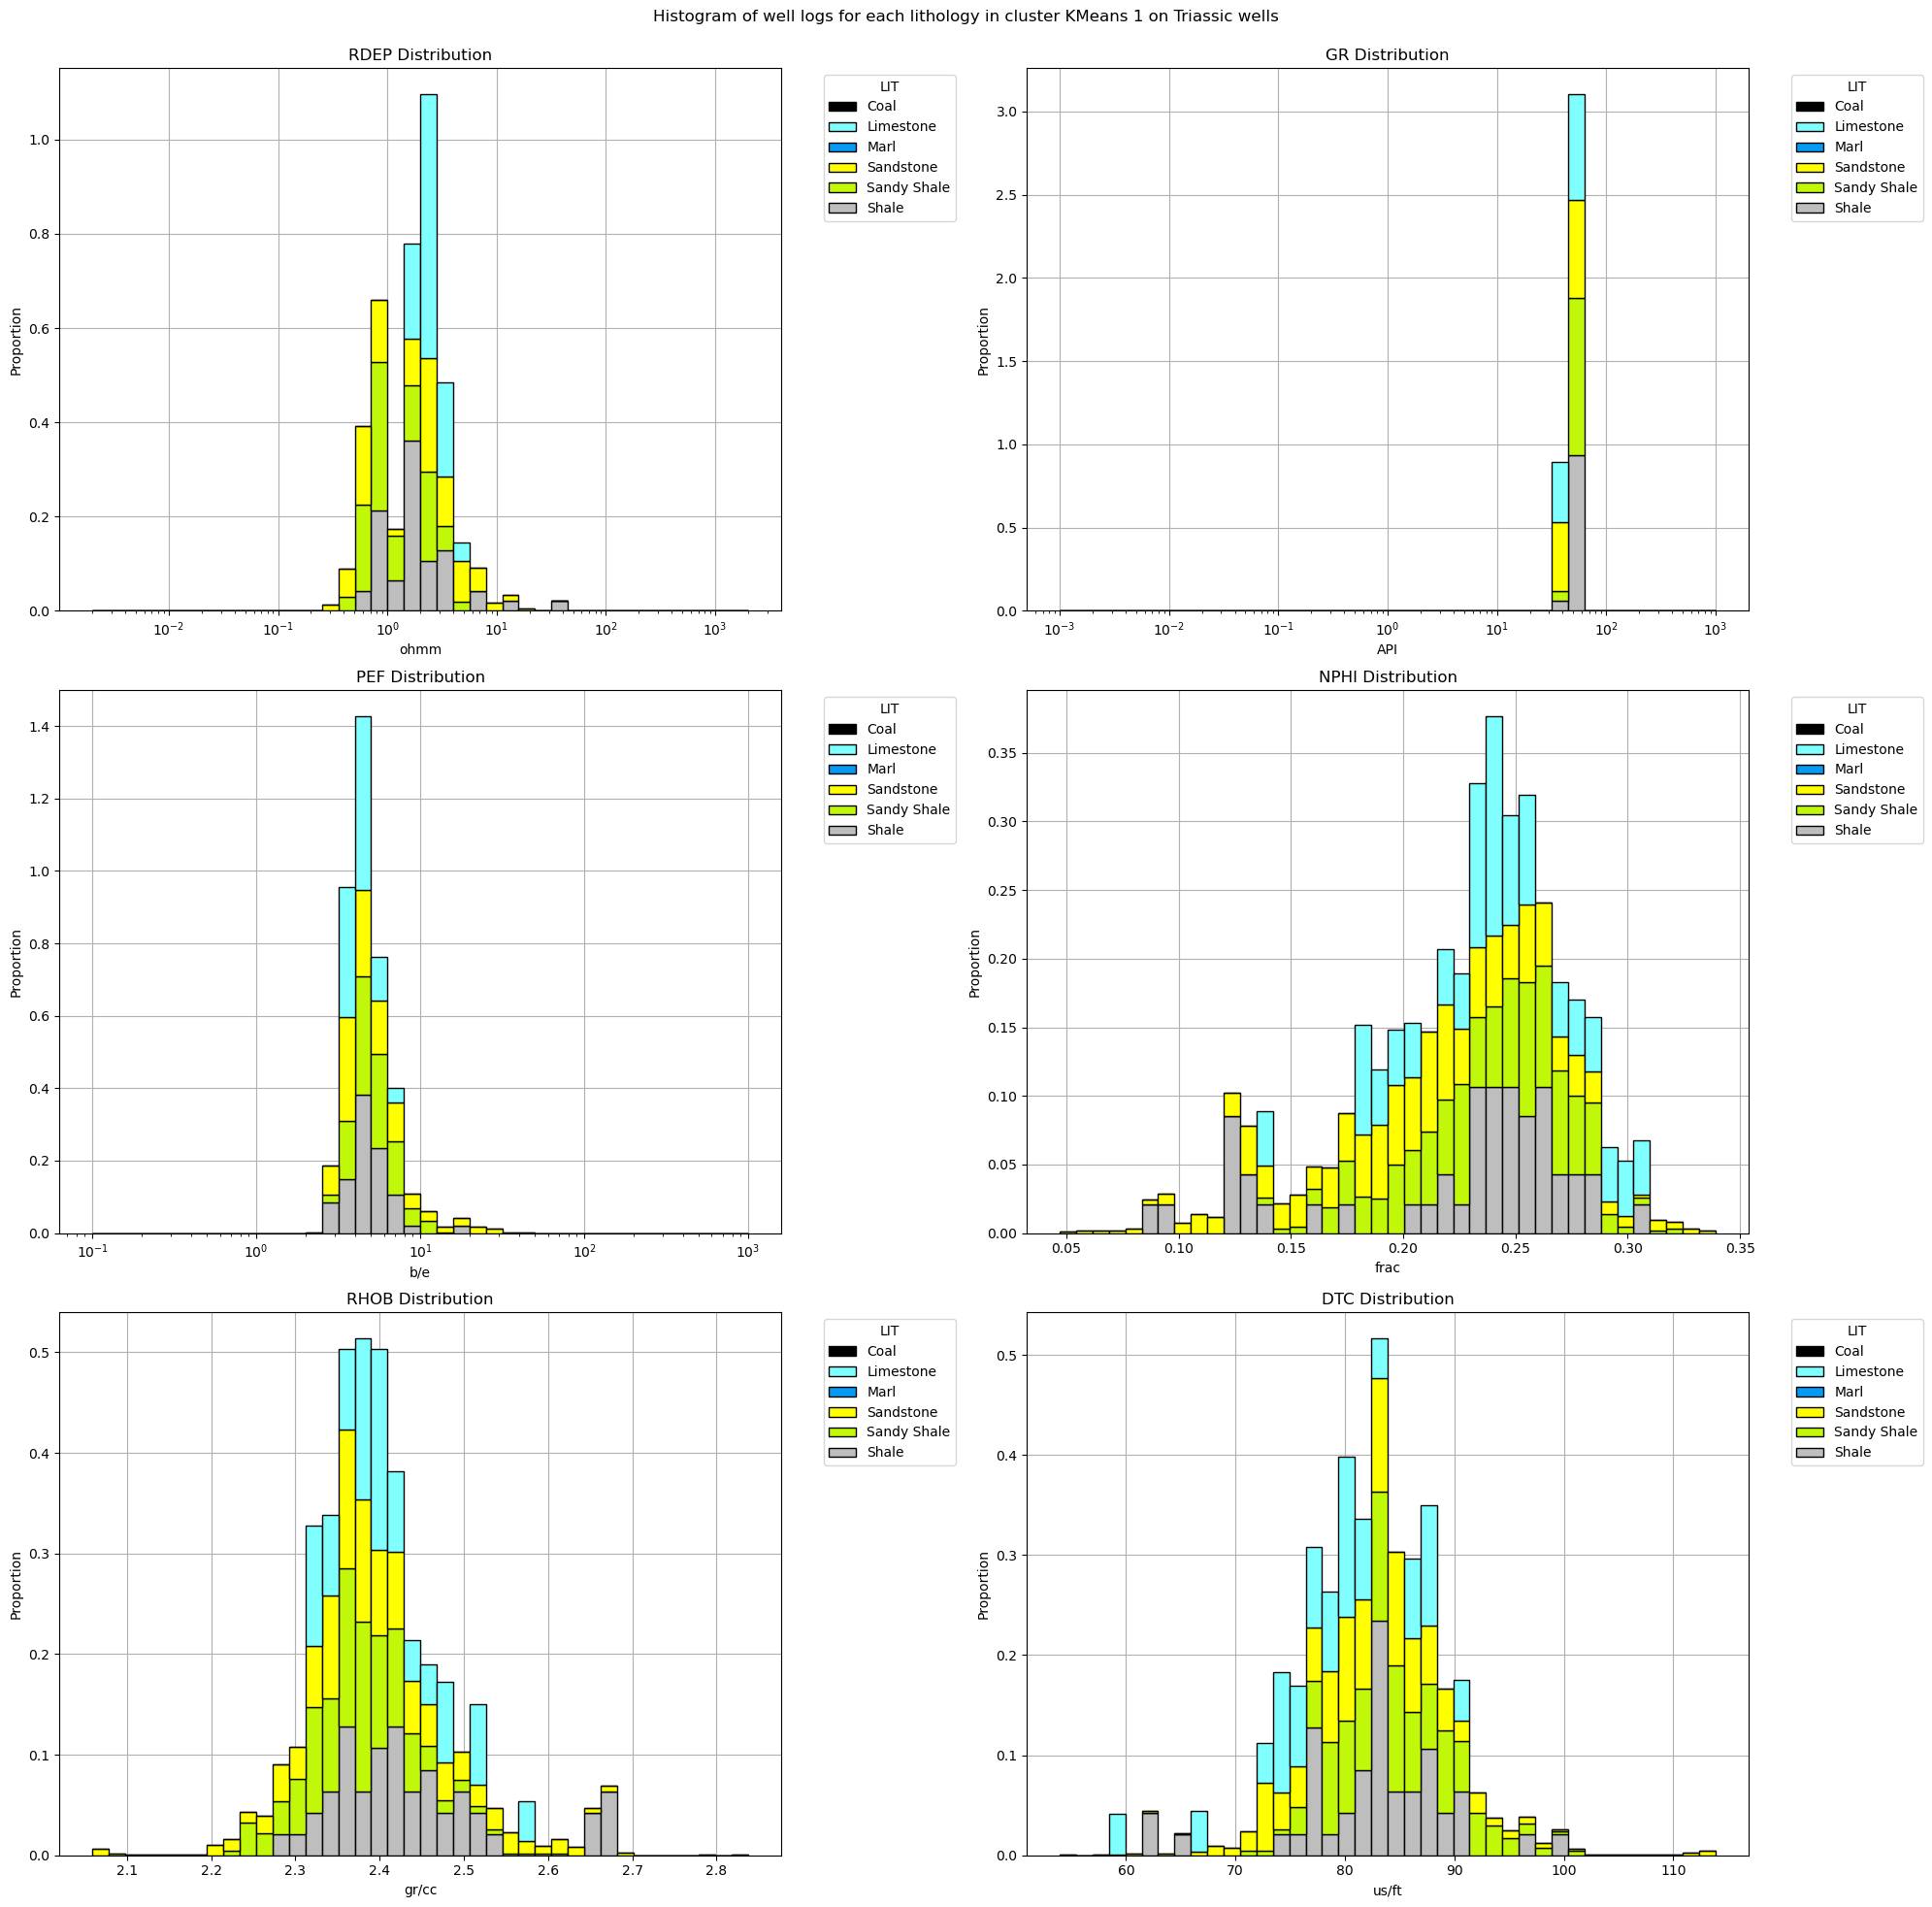 Histogram of well logs for each lithology in cluster KMeans 1 on Triassic wells
RDEP Distribution
Proportion
0.0
0.2
0.4
0.6
0.8
1.0
10⁻²
10⁻¹
10⁰
10¹
10²
10³
ohmm
LIT
Coal
Limestone
Marl
Sandstone
Sandy Shale
Shale
GR Distribution
Proportion
0.0
0.5
1.0
1.5
2.0
2.5
3.0
10⁻³
10⁻²
10⁻¹
10⁰
10¹
10²
10³
API
LIT
Coal
Limestone
Marl
Sandstone
Sandy Shale
Shale
PEF Distribution
Proportion
0.0
0.2
0.4
0.6
0.8
1.0
1.2
1.4
10⁻¹
10⁰
10¹
10²
10³
b/e
LIT
Coal
Limestone
Marl
Sandstone
Sandy Shale
Shale
NPHI Distribution
Proportion
0.00
0.05
0.10
0.15
0.20
0.25
0.30
0.35
0.05
0.10
0.15
0.20
0.25
0.30
0.35
frac
LIT
Coal
Limestone
Marl
Sandstone
Sandy Shale
Shale
RHOB Distribution
Proportion
0.0
0.1
0.2
0.3
0.4
0.5
2.1
2.2
2.3
2.4
2.5
2.6
2.7
2.8
gr/cc
LIT
Coal
Limestone
Marl
Sandstone
Sandy Shale
Shale
DTC Distribution
Proportion
0.0
0.1
0.2
0.3
0.4
0.5
60
70
80
90
100
110
us/ft
LIT
Coal
Limestone
Marl
Sandstone
Sandy Shale
Shale